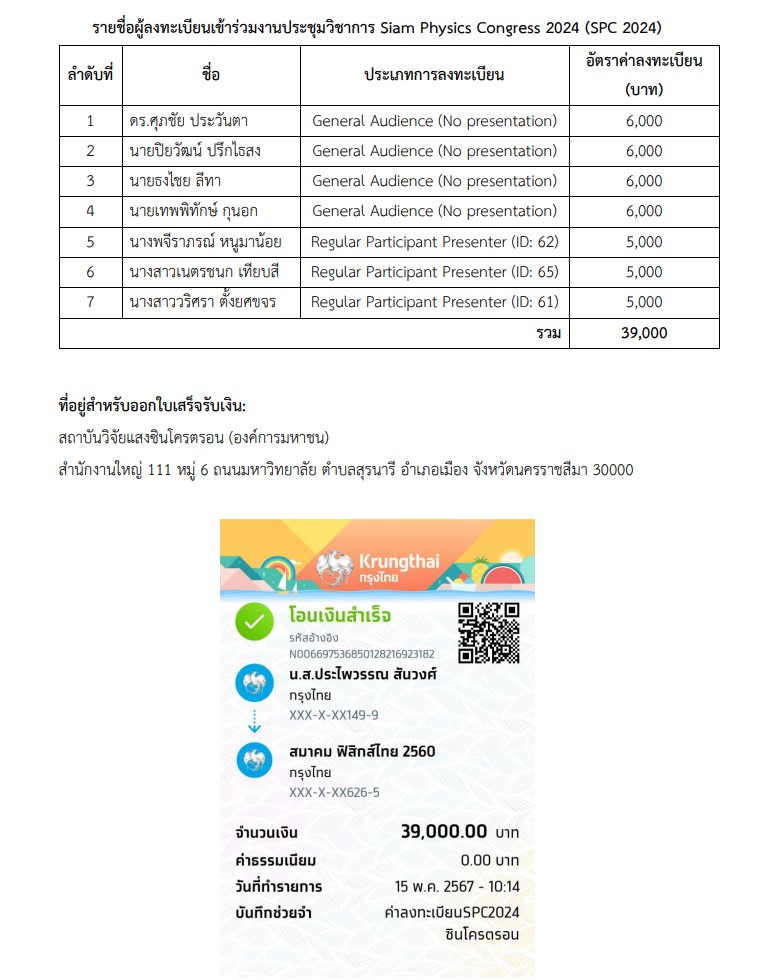 รายชื่อผู้ลงทะเบียนเข้าร่วมงานประชุมวิชาการ Siam Physics Congress 2024 (SPC 2024)
ลำดับที่ ชื่อ ประเภทการลงทะเบียน อัตราค่าลงทะเบียน (บาท)
1 ดร.ศุภชัย ประวันตา General Audience (No presentation) 6,000
2 นายปิยวัฒน์ ปรึกไธสง General Audience (No presentation) 6,000
3 นายธงไชย ลีทา General Audience (No presentation) 6,000
4 นายเทพพิทักษ์ กุนอก General Audience (No presentation) 6,000
5 นางพจีราภรณ์ หนูมาน้อย Regular Participant Presenter (ID: 62) 5,000
6 นางสาวเนตรชนก เทียบสี Regular Participant Presenter (ID: 65) 5,000
7 นางสาววริศรา ตั้งยศขจร Regular Participant Presenter (ID: 61) 5,000
รวม 39,000
ที่อยู่สำหรับออกใบเสร็จรับเงิน:
สถาบันวิจัยแสงซินโครตรอน (องค์การมหาชน)
สำนักงานใหญ่ 111 หมู่ 6 ถนนมหาวิทยาลัย ตำบลสุรนารี อำเภอเมือง จังหวัดนครราชสีมา 30000
Krungthai
กรุงไทย
โอนเงินสำเร็จ
รหัสอ้างอิง
N00669753685012821692​3182
น.ส.ประไพวรรณ สันวงศ์
กรุงไทย
XXX-X-XX149-9
สมาคม ฟิสิกส์ไทย 2560
กรุงไทย
XXX-X-XX626-5
จำนวนเงิน 39,000.00 บาท
ค่าธรรมเนียม 0.00 บาท
วันที่ทำรายการ 15 พ.ค. 2567 - 10:14
บันทึกช่วยจำ ค่าลงทะเบียนSPC2024
ซินโครตรอน